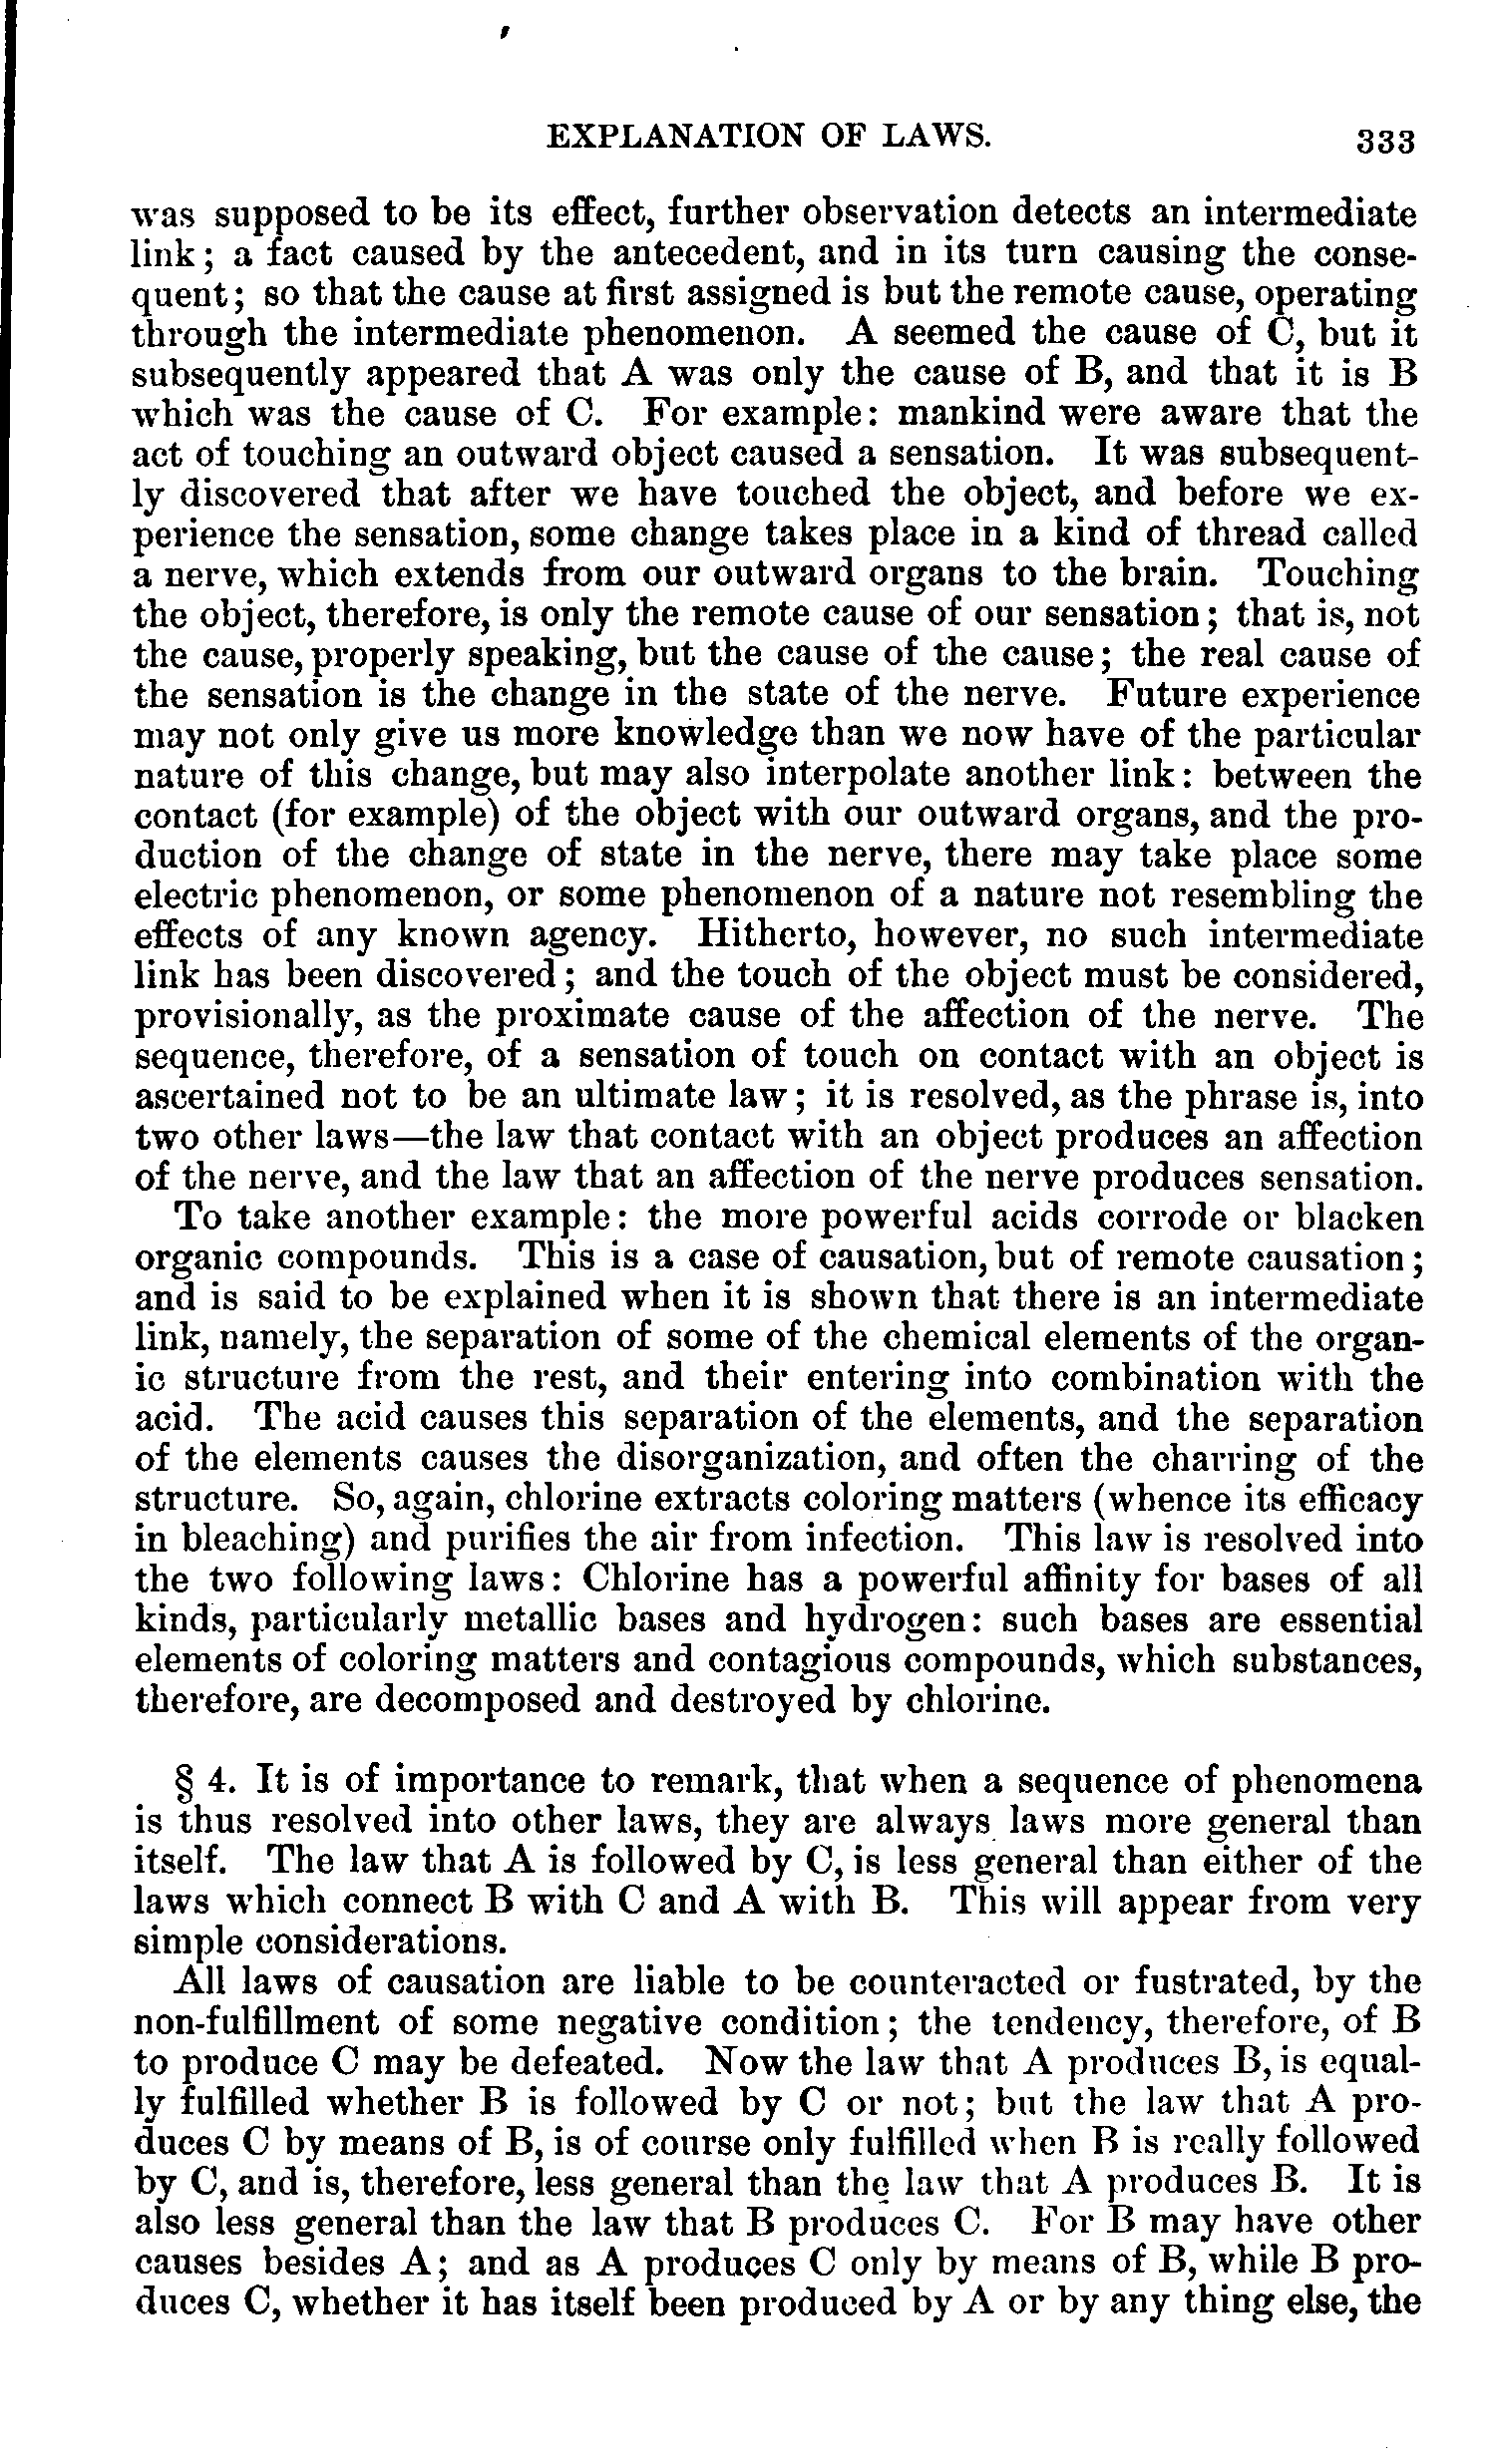 EXPLANATION OF LAWS. 333
was supposed to be its effect, further observation detects an intermediate
link; a fact caused by the antecedent, and in its turn causing the conse-
quent; so that the cause at first assigned is but the remote cause, operating
through the intermediate phenomenon. A seemed the cause of C, but it
subsequently appeared that A was only the cause of B, and that it is B
which was the cause of C. For example: mankind were aware that the
act of touching an outward object caused a sensation. It was subsequent-
ly discovered that after we have touched the object, and before we ex-
perience the sensation, some change takes place in a kind of thread called
a nerve, which extends from our outward organs to the brain. Touching
the object, therefore, is only the remote cause of our sensation; that is, not
the cause, properly speaking, but the cause of the cause; the real cause of
the sensation is the change in the state of the nerve. Future experience
may not only give us more knowledge than we now have of the particular
nature of this change, but may also interpolate another link: between the
contact (for example) of the object with our outward organs, and the pro-
duction of the change of state in the nerve, there may take place some
electric phenomenon, or some phenomenon of a nature not resembling the
effects of any known agency. Hitherto, however, no such intermediate
link has been discovered; and the touch of the object must be considered,
provisionally, as the proximate cause of the affection of the nerve. The
sequence, therefore, of a sensation of touch on contact with an object is
ascertained not to be an ultimate law; it is resolved, as the phrase is, into
two other laws—the law that contact with an object produces an affection
of the nerve, and the law that an affection of the nerve produces sensation.
To take another example: the more powerful acids corrode or blacken
organic compounds. This is a case of causation, but of remote causation;
and is said to be explained when it is shown that there is an intermediate
link, namely, the separation of some of the chemical elements of the organ-
ic structure from the rest, and their entering into combination with the
acid. The acid causes this separation of the elements, and the separation
of the elements causes the disorganization, and often the charring of the
structure. So, again, chlorine extracts coloring matters (whence its efficacy
in bleaching) and purifies the air from infection. This law is resolved into
the two following laws: Chlorine has a powerful affinity for bases of all
kinds, particularly metallic bases and hydrogen: such bases are essential
elements of coloring matters and contagious compounds, which substances,
therefore, are decomposed and destroyed by chlorine.
§ 4. It is of importance to remark, that when a sequence of phenomena
is thus resolved into other laws, they are always laws more general than
itself. The law that A is followed by C, is less general than either of the
laws which connect B with C and A with B. This will appear from very
simple considerations.
All laws of causation are liable to be counteracted or fustrated, by the
non-fulfillment of some negative condition; the tendency, therefore, of B
to produce C may be defeated. Now the law that A produces B, is equal-
ly fulfilled whether B is followed by C or not; but the law that A pro-
duces C by means of B, is of course only fulfilled when B is really followed
by C, and is, therefore, less general than the law that A produces B. It is
also less general than the law that B produces C. For B may have other
causes besides A; and as A produces C only by means of B, while B pro-
duces C, whether it has itself been produced by A or by any thing else, the